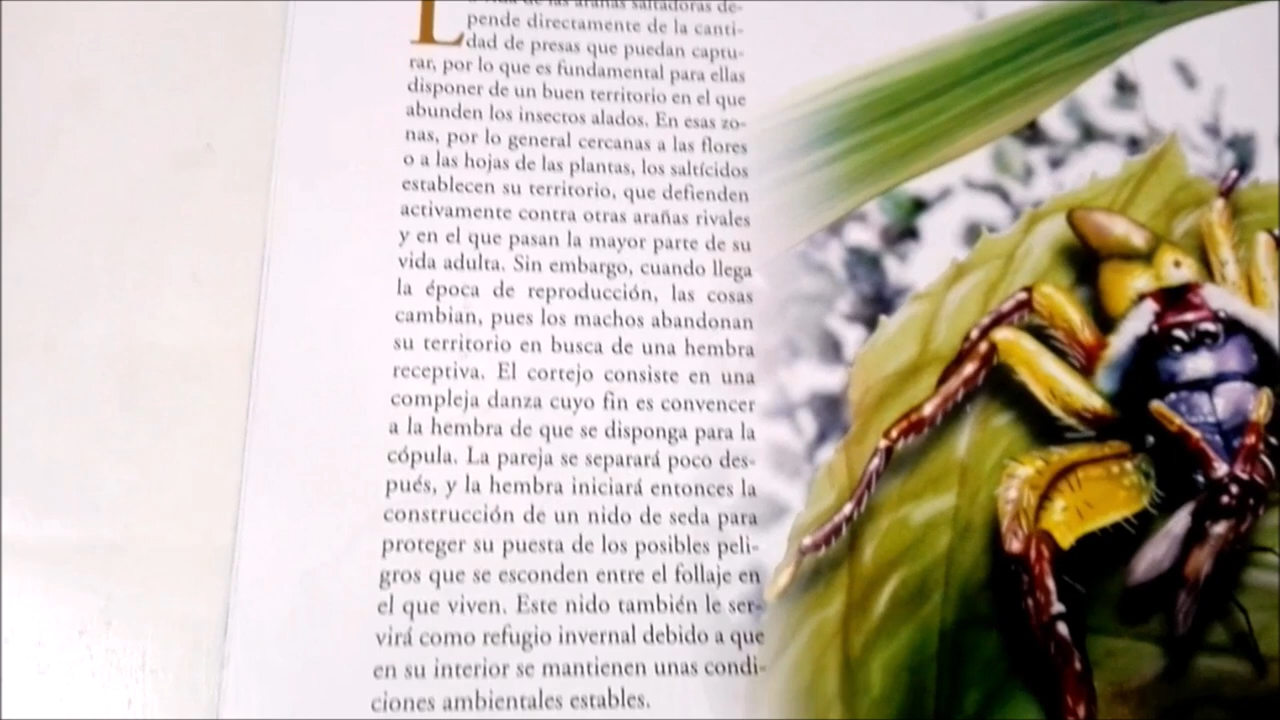 L
de las arañas saltadoras de-
pende directamente de la canti-
dad de presas que puedan captu-
rar, por lo que es fundamental para ellas
disponer de un buen territorio en el que
abunden los insectos alados. En esas zo-
nas, por lo general cercanas a las flores
o a las hojas de las plantas, los saltícidos
establecen su territorio, que defienden
activamente contra otras arañas rivales
y en el que pasan la mayor parte de su
vida adulta. Sin embargo, cuando llega
la época de reproducción, las cosas
cambian, pues los machos abandonan
su territorio en busca de una hembra
receptiva. El cortejo consiste en una
compleja danza cuyo fin es convencer
a la hembra de que se disponga para la
cópula. La pareja se separará poco des-
pués, y la hembra iniciará entonces la
construcción de un nido de seda para
proteger su puesta de los posibles peli-
gros que se esconden entre el follaje en
el que viven. Este nido también le ser-
virá como refugio invernal debido a que
en su interior se mantienen unas condi-
ciones ambientales estables.